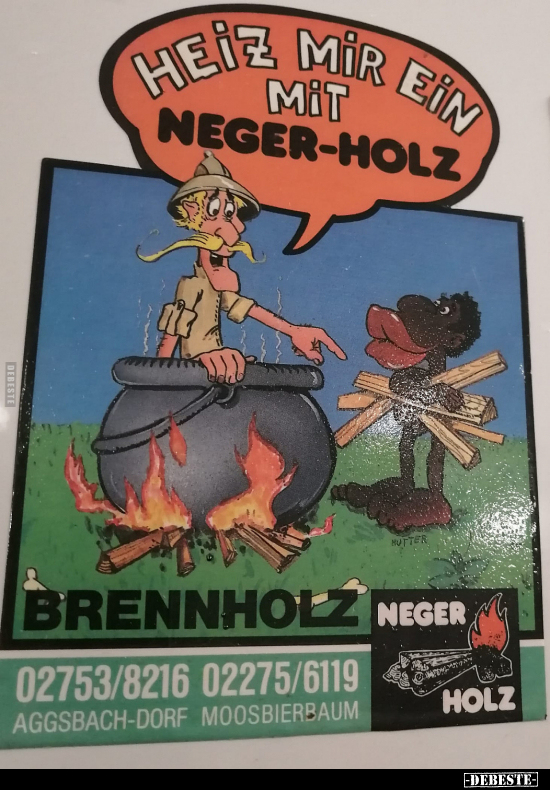 HEiZ MiR EiN
MiT
NEGER-HOLZ
DEBESTE
HUTTER
BRENNHOLZ
NEGER
HOLZ
02753/8216 02275/6119
AGGSBACH-DORF MOOSBIERBAUM
-DEBESTE-